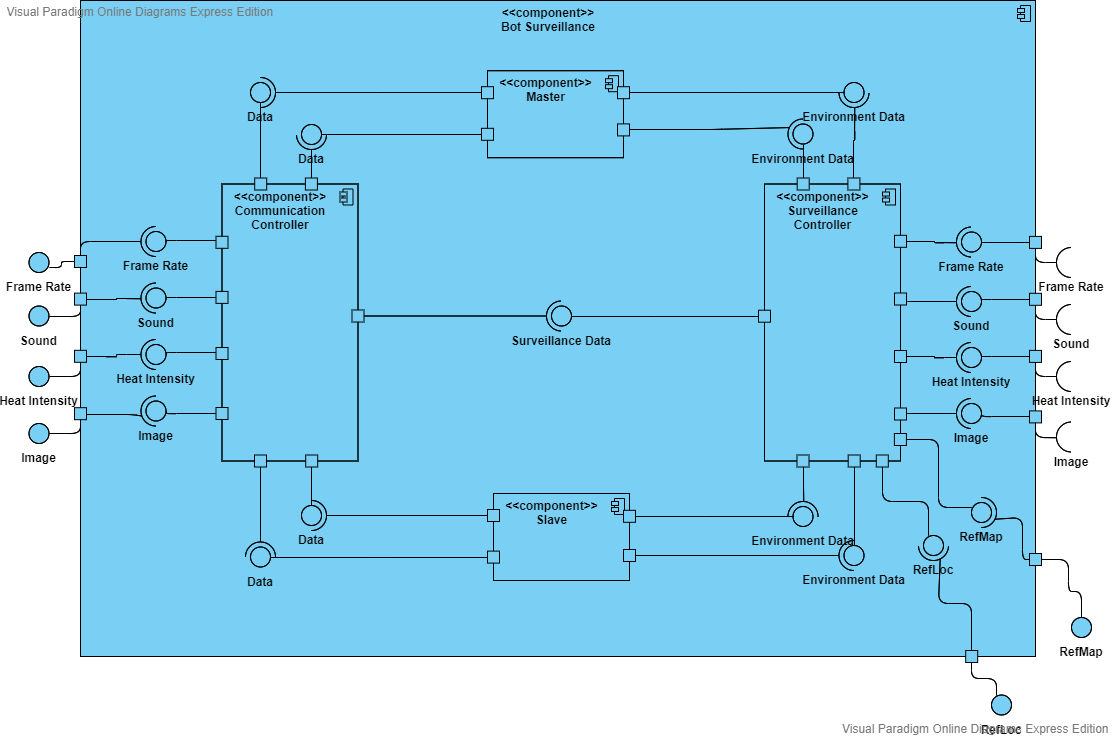 Visual Paradigm Online Diagrams Express Edition
<<component>>
Bot Surveillance
<<component>>
Master
Data
Environment Data
Data
Environment Data
<<component>>
Communication
Controller
<<component>>
Surveillance
Controller
Frame Rate
Frame Rate
Frame Rate
Frame Rate
Sound
Sound
Sound
Sound
Surveillance Data
Heat Intensity
Heat Intensity
Heat Intensity
Heat Intensity
Image
Image
Image
Image
<<component>>
Slave
Data
Environment Data
RefMap
RefLoc
Data
Environment Data
RefMap
RefLoc
Visual Paradigm Online Diagrams Express Edition